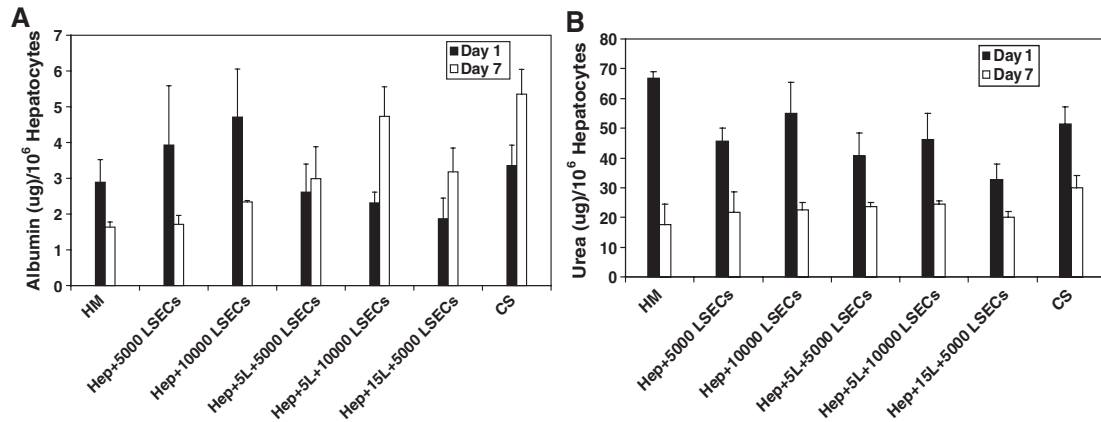 A
Albumin (ug)/10⁶ Hepatocytes
7
6
5
4
3
2
1
0
Day 1
Day 7
HM
Hep+5000 LSECs
Hep+10000 LSECs
Hep+5L+5000 LSECs
Hep+5L+10000 LSECs
Hep+15L+5000 LSECs
CS
B
Urea (ug)/10⁶ Hepatocytes
80
70
60
50
40
30
20
10
0
Day 1
Day 7
HM
Hep+5000 LSECs
Hep+10000 LSECs
Hep+5L+5000 LSECs
Hep+5L+10000 LSECs
Hep+15L+5000 LSECs
CS